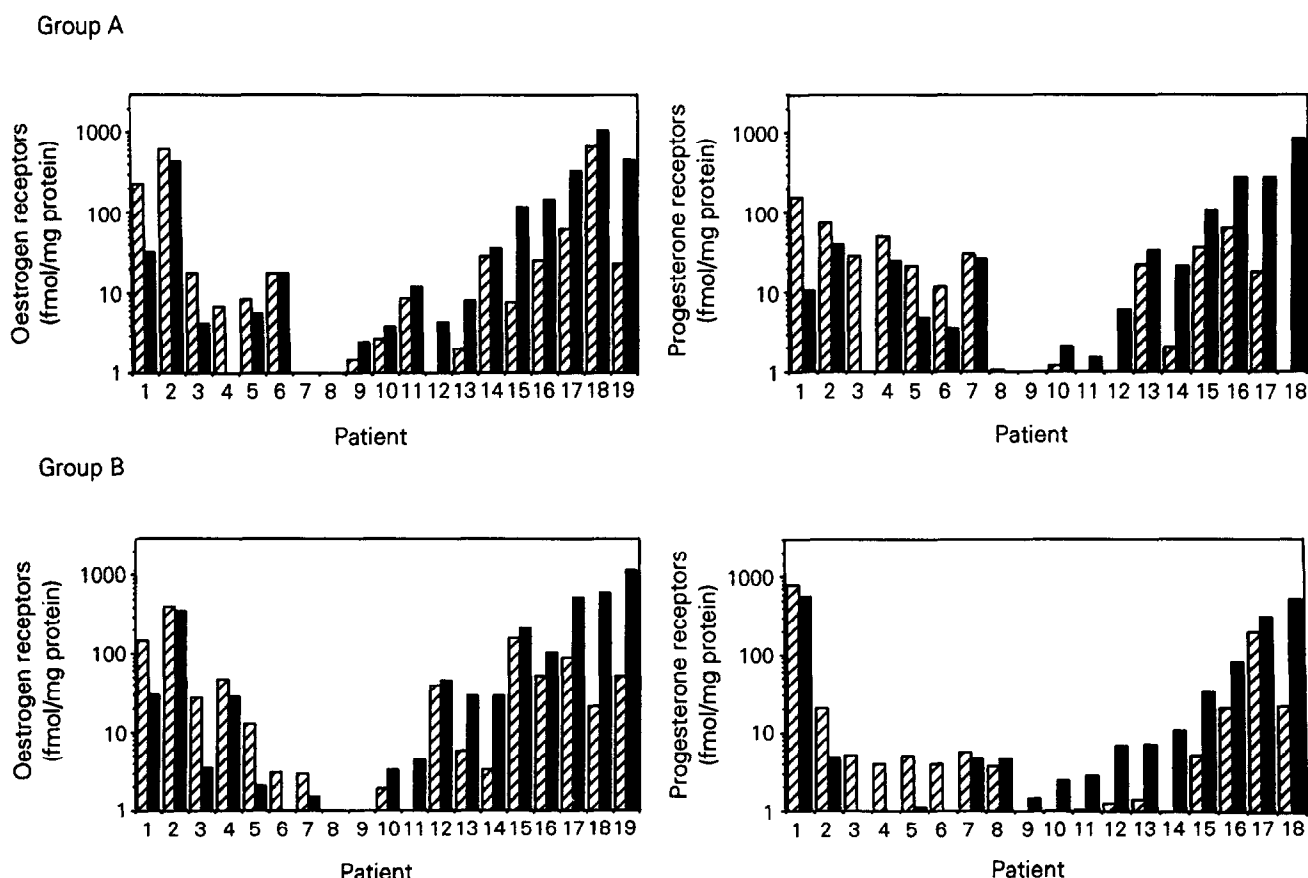 Group A
Oestrogen receptors
(fmol/mg protein)
1000
100
10
1
1 2 3 4 5 6 7 8 9 10 11 12 13 14 15 16 17 18 19
Patient
Progesterone receptors
(fmol/mg protein)
1000
100
10
1
1 2 3 4 5 6 7 8 9 10 11 12 13 14 15 16 17 18
Patient
Group B
Oestrogen receptors
(fmol/mg protein)
1000
100
10
1
1 2 3 4 5 6 7 8 9 10 11 12 13 14 15 16 17 18 19
Patient
Progesterone receptors
(fmol/mg protein)
1000
100
10
1
1 2 3 4 5 6 7 8 9 10 11 12 13 14 15 16 17 18
Patient